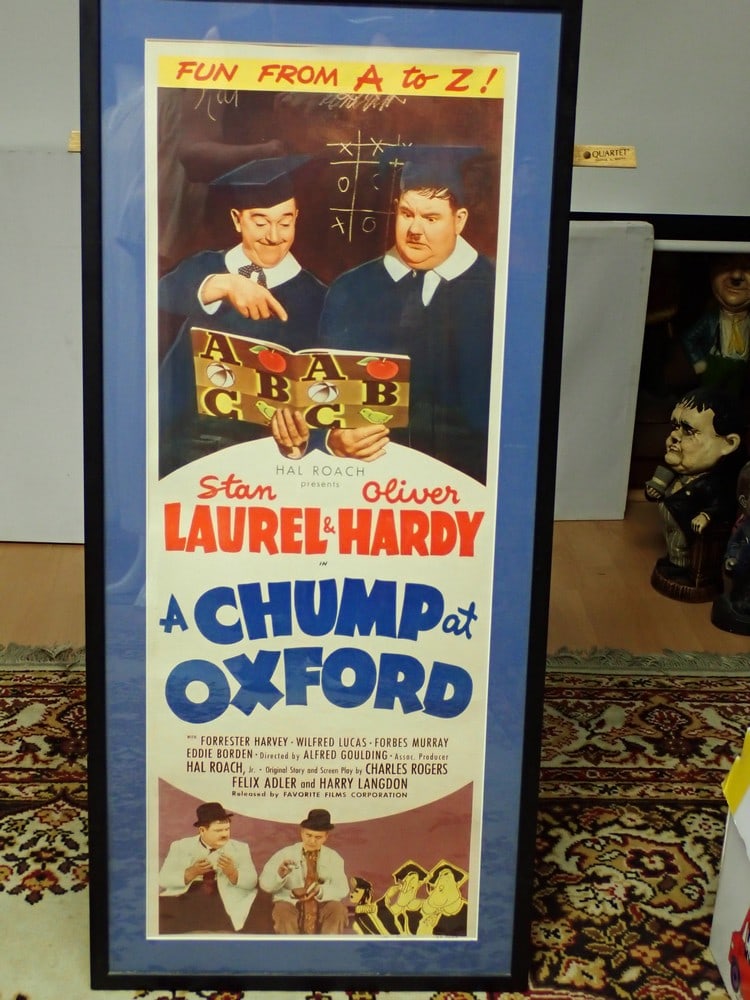 FUN FROM A to Z!
X X
O
X O
QUARTET
A A
B B
C C
HAL ROACH
presents
Stan Oliver
LAUREL & HARDY
IN
A CHUMP at
OXFORD
WITH FORRESTER HARVEY · WILFRED LUCAS · FORBES MURRAY
EDDIE BORDEN · Directed by ALFRED GOULDING · Assoc. Producer
HAL ROACH, Jr. · Original Story and Screen Play by CHARLES ROGERS
FELIX ADLER and HARRY LANGDON
Released by FAVORITE FILMS CORPORATION